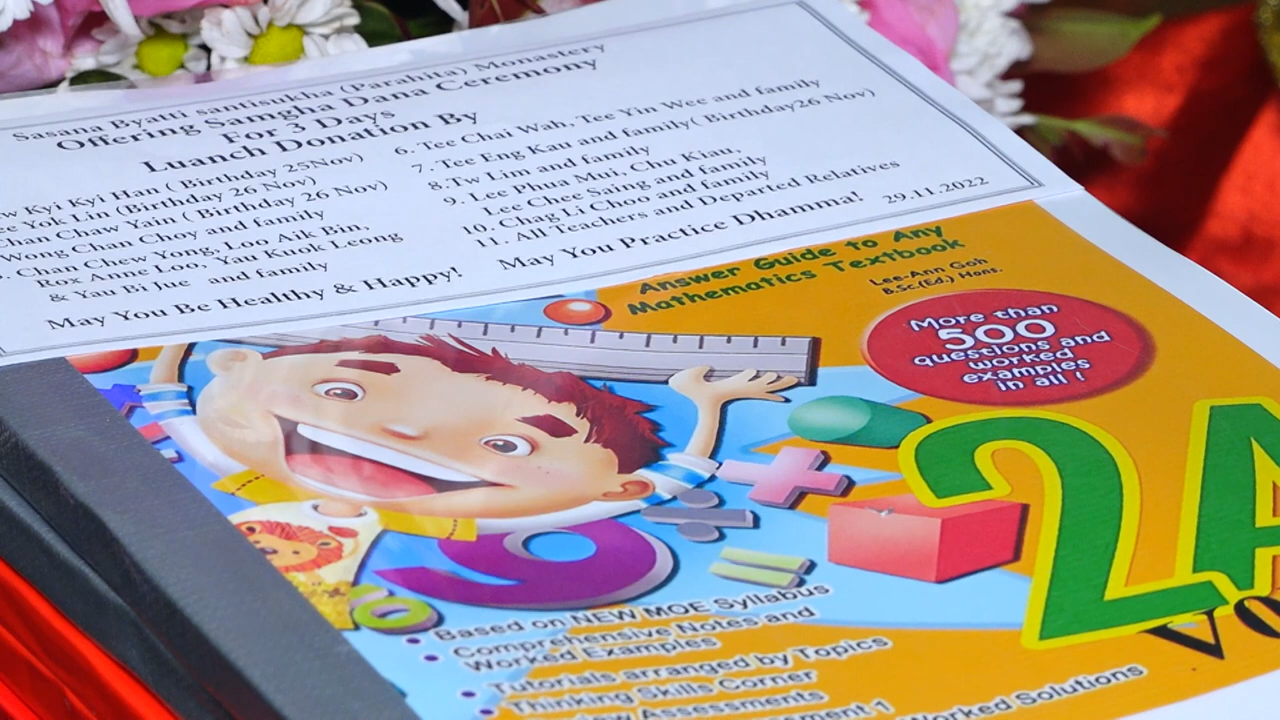 Sasana Byatti santisukha (Parahita) Monastery
Offering Samgha Dana Ceremony
For 3 Days
Luanch Donation By
Kyi Kyi Han ( Birthday 25Nov)
Yok Lin (Birthday 26 Nov)
Chan Chaw Yain ( Birthday 26 Nov)
Wong Chan Choy and family
Chan Chew Yong, Loo Aik Bin,
Rox Anne Loo, Yau Kuok Leong
& Yau Bi Jue and family
6. Tee Chai Wah - Tee Yin Wee and family
7. Tee Eng Kau and family( Birthday26 Nov)
8.Tw Lim and family
9. Lee Phua Mui, Chu Kiau,
Lee Chee Saing and family
10. Chag Li Choo and family
11. All Teachers and Departed Relatives
May You Be Healthy & Happy!
May You Practice Dhamma!
29.11.2022
Answer Guide to Any
Mathematics Textbook
Lee-Ann Goh
B.Sc.(Ed.) Hons.
More than
500
questions and
worked
examples
in all !
2A
• Based on NEW MOE Syllabus
• Comprehensive Notes and
Worked Examples
• Tutorials arranged by Topics
• Thinking Skills Corner
Assessments
1
Worked Solutions